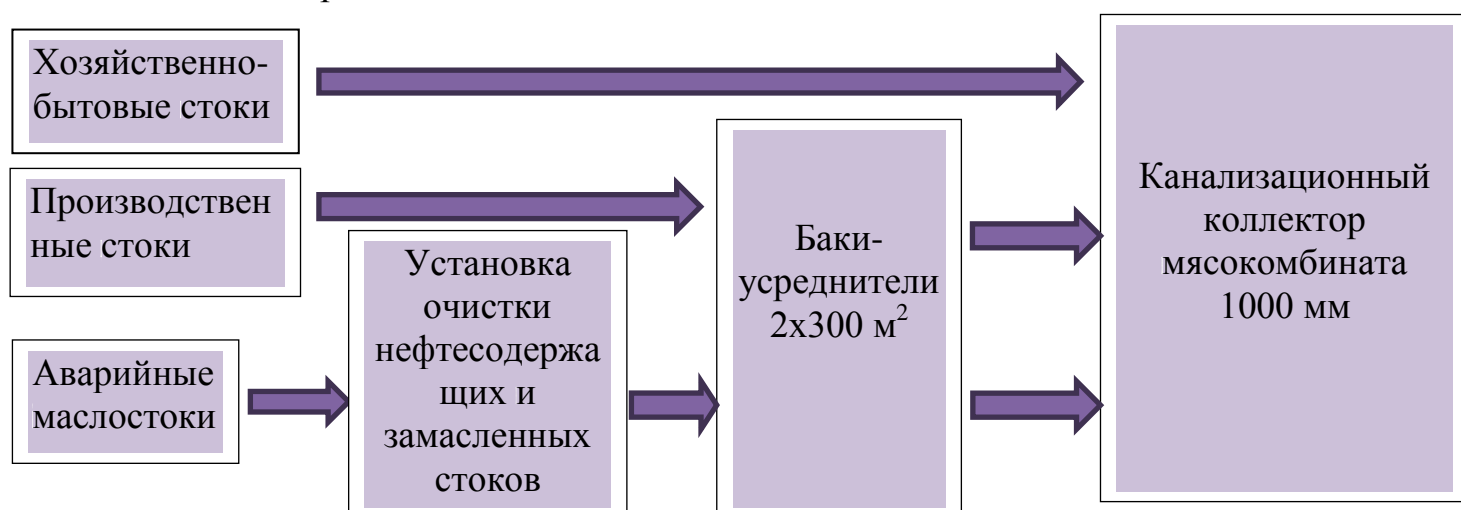 Хозяйственно-
бытовые стоки
Производствен
ные стоки
Аварийные
маслостоки
Установка
очистки
нефтесодержа
щих и
замасленных
стоков
Баки-
усреднители
2х300 м²
Канализационный
коллектор
мясокомбината
1000 мм